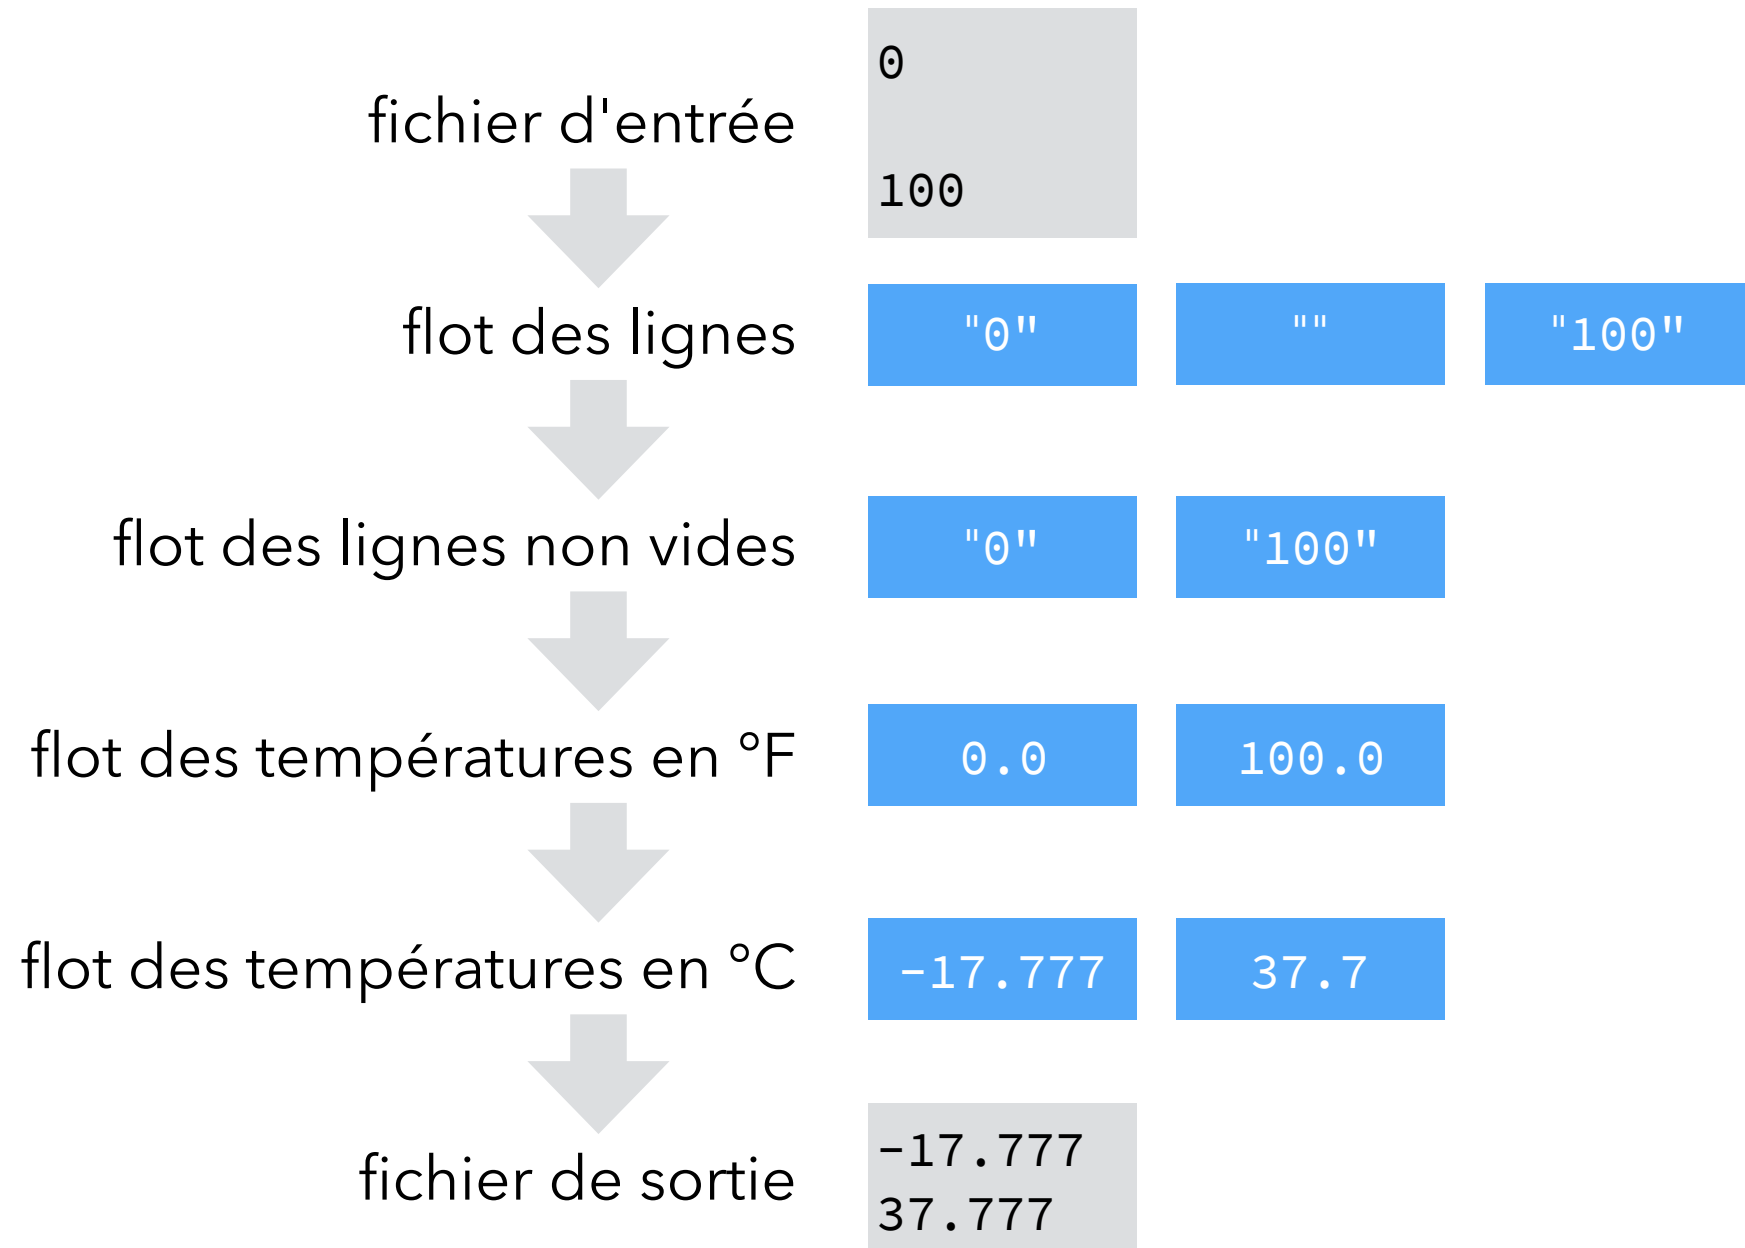 0
fichier d'entrée
100
flot des lignes "0" "" "100"
flot des lignes non vides "0" "100"
flot des températures en °F 0.0 100.0
flot des températures en °C -17.777 37.7
-17.777
fichier de sortie
37.777